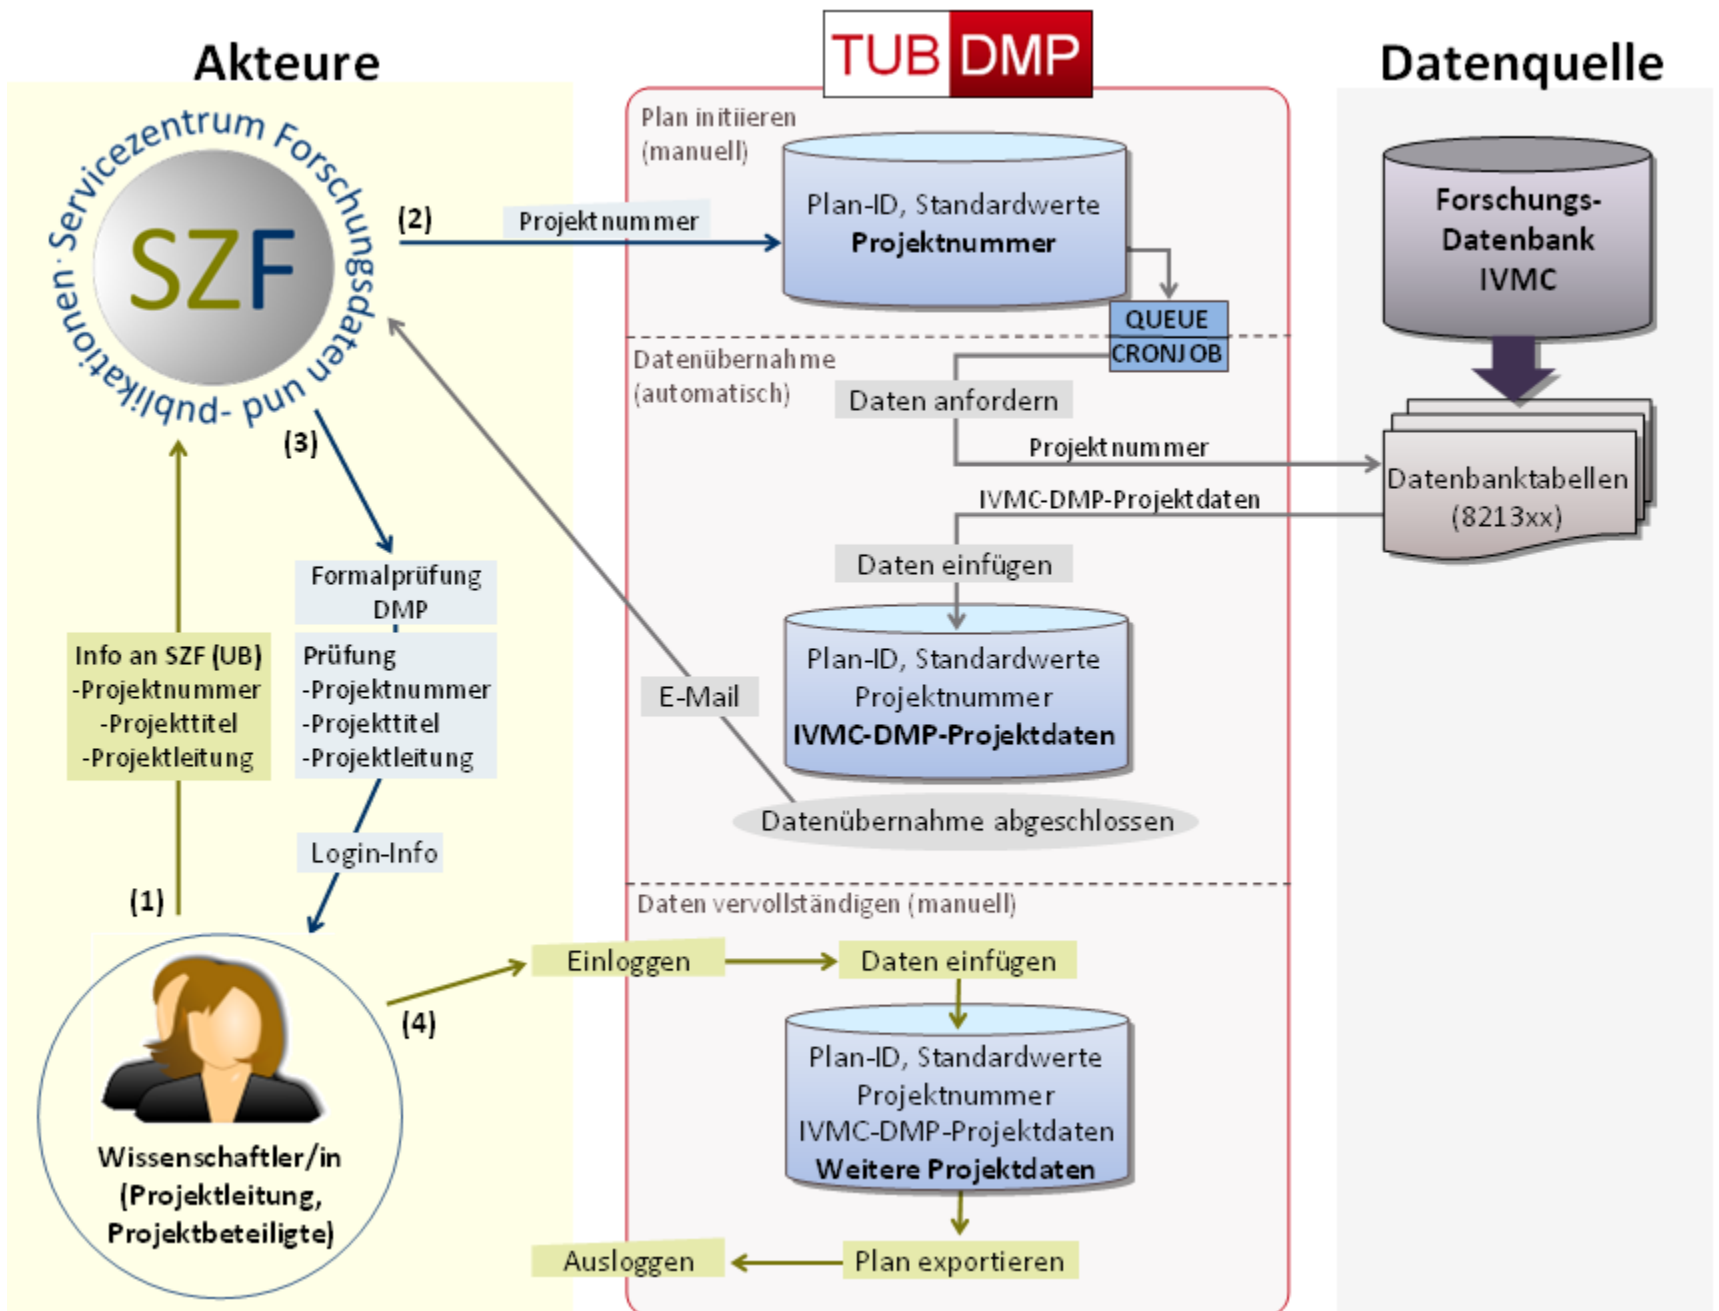 Akteure
Servicezentrum Forschungsdaten und -publikationen
SZF
(1)
Info an SZF (UB)
-Projektnummer
-Projekttitel
-Projektleitung
(2)
Projektnummer
(3)
Formalprüfung
DMP
Prüfung
-Projektnummer
-Projekttitel
-Projektleitung
Login-Info
Wissenschaftler/in
(Projektleitung,
Projektbeteiligte)
(4)
TUB DMP
Plan initiieren
(manuell)
Plan-ID, Standardwerte
Projektnummer
QUEUE
CRONJOB
Datenübernahme
(automatisch)
Daten anfordern
Projektnummer
IVMC-DMP-Projektdaten
Daten einfügen
Plan-ID, Standardwerte
Projektnummer
IVMC-DMP-Projektdaten
E-Mail
Datenübernahme abgeschlossen
Daten vervollständigen (manuell)
Einloggen
Daten einfügen
Plan-ID, Standardwerte
Projektnummer
IVMC-DMP-Projektdaten
Weitere Projektdaten
Plan exportieren
Ausloggen
Datenquelle
Forschungs-
Datenbank
IVMC
Datenbanktabellen
(8213xx)